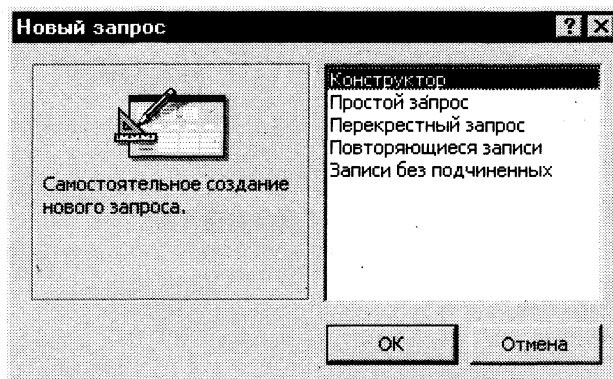 Новый запрос
Самостоятельное создание
нового запроса.
Конструктор
Простой запрос
Перекрестный запрос
Повторяющиеся записи
Записи без подчиненных
ОК
Отмена